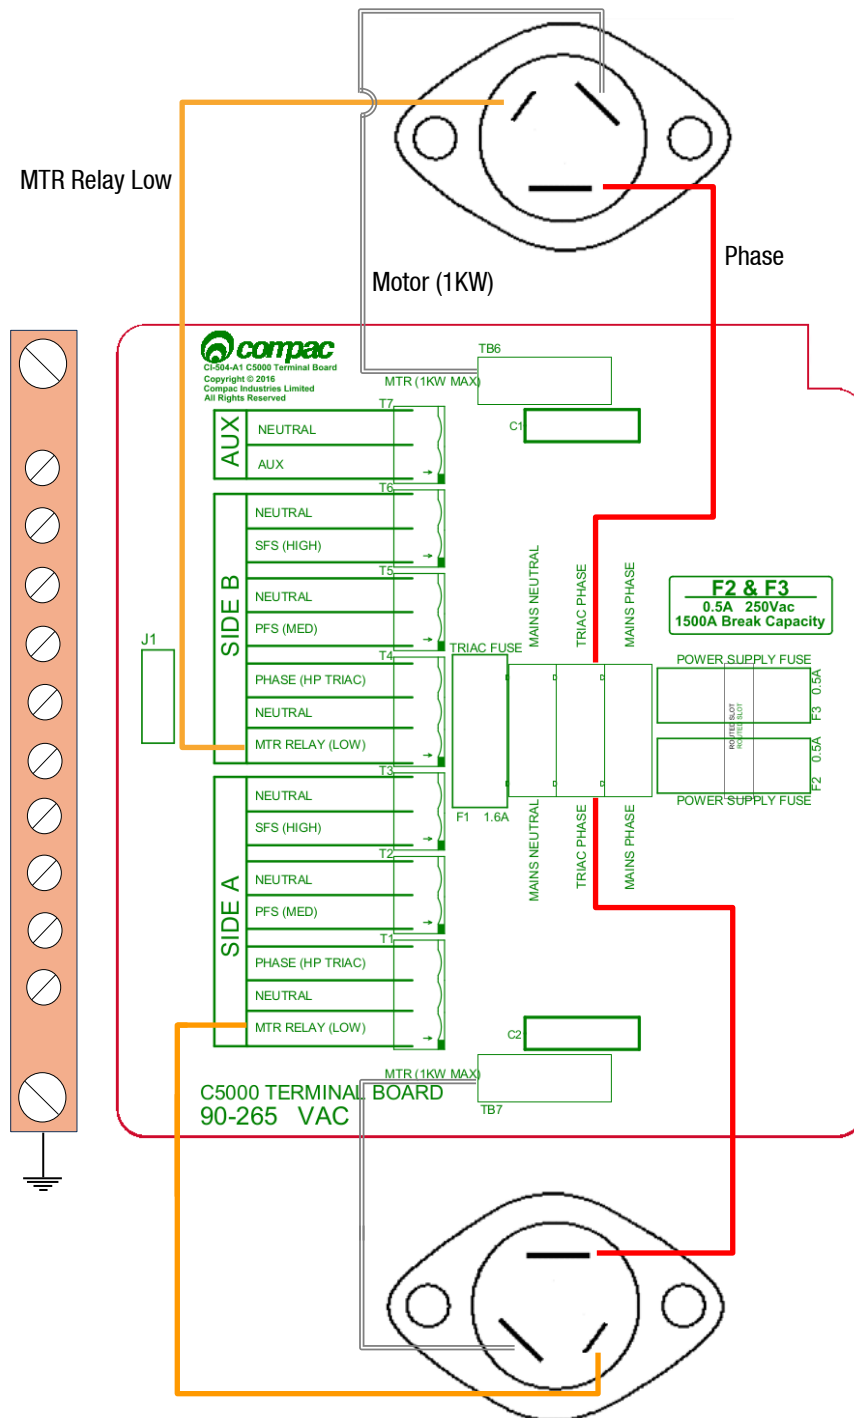 MTR Relay Low
Phase
Motor (1KW)
compac
CI-504-A1 C5000 Terminal Board
Copyright © 2016
Compac Industries Limited
All Rights Reserved
TB6
MTR (1KW MAX)
C1
T7
AUX
NEUTRAL
AUX
T6
SIDE B
NEUTRAL
SFS (HIGH)
T5
NEUTRAL
PFS (MED)
T4
PHASE (HP TRIAC)
NEUTRAL
MTR RELAY (LOW)
J1
MAINS NEUTRAL
TRIAC PHASE
MAINS PHASE
F2 & F3
0.5A 250Vac
1500A Break Capacity
TRIAC FUSE
F1 1.6A
POWER SUPPLY FUSE
F3 0.5A
ROUTED SLOT
ROUTED SLOT
F2 0.5A
POWER SUPPLY FUSE
MAINS NEUTRAL
TRIAC PHASE
MAINS PHASE
T3
SIDE A
NEUTRAL
SFS (HIGH)
T2
NEUTRAL
PFS (MED)
T1
PHASE (HP TRIAC)
NEUTRAL
MTR RELAY (LOW)
C2
MTR (1KW MAX)
TB7
C5000 TERMINAL BOARD
90-265 VAC